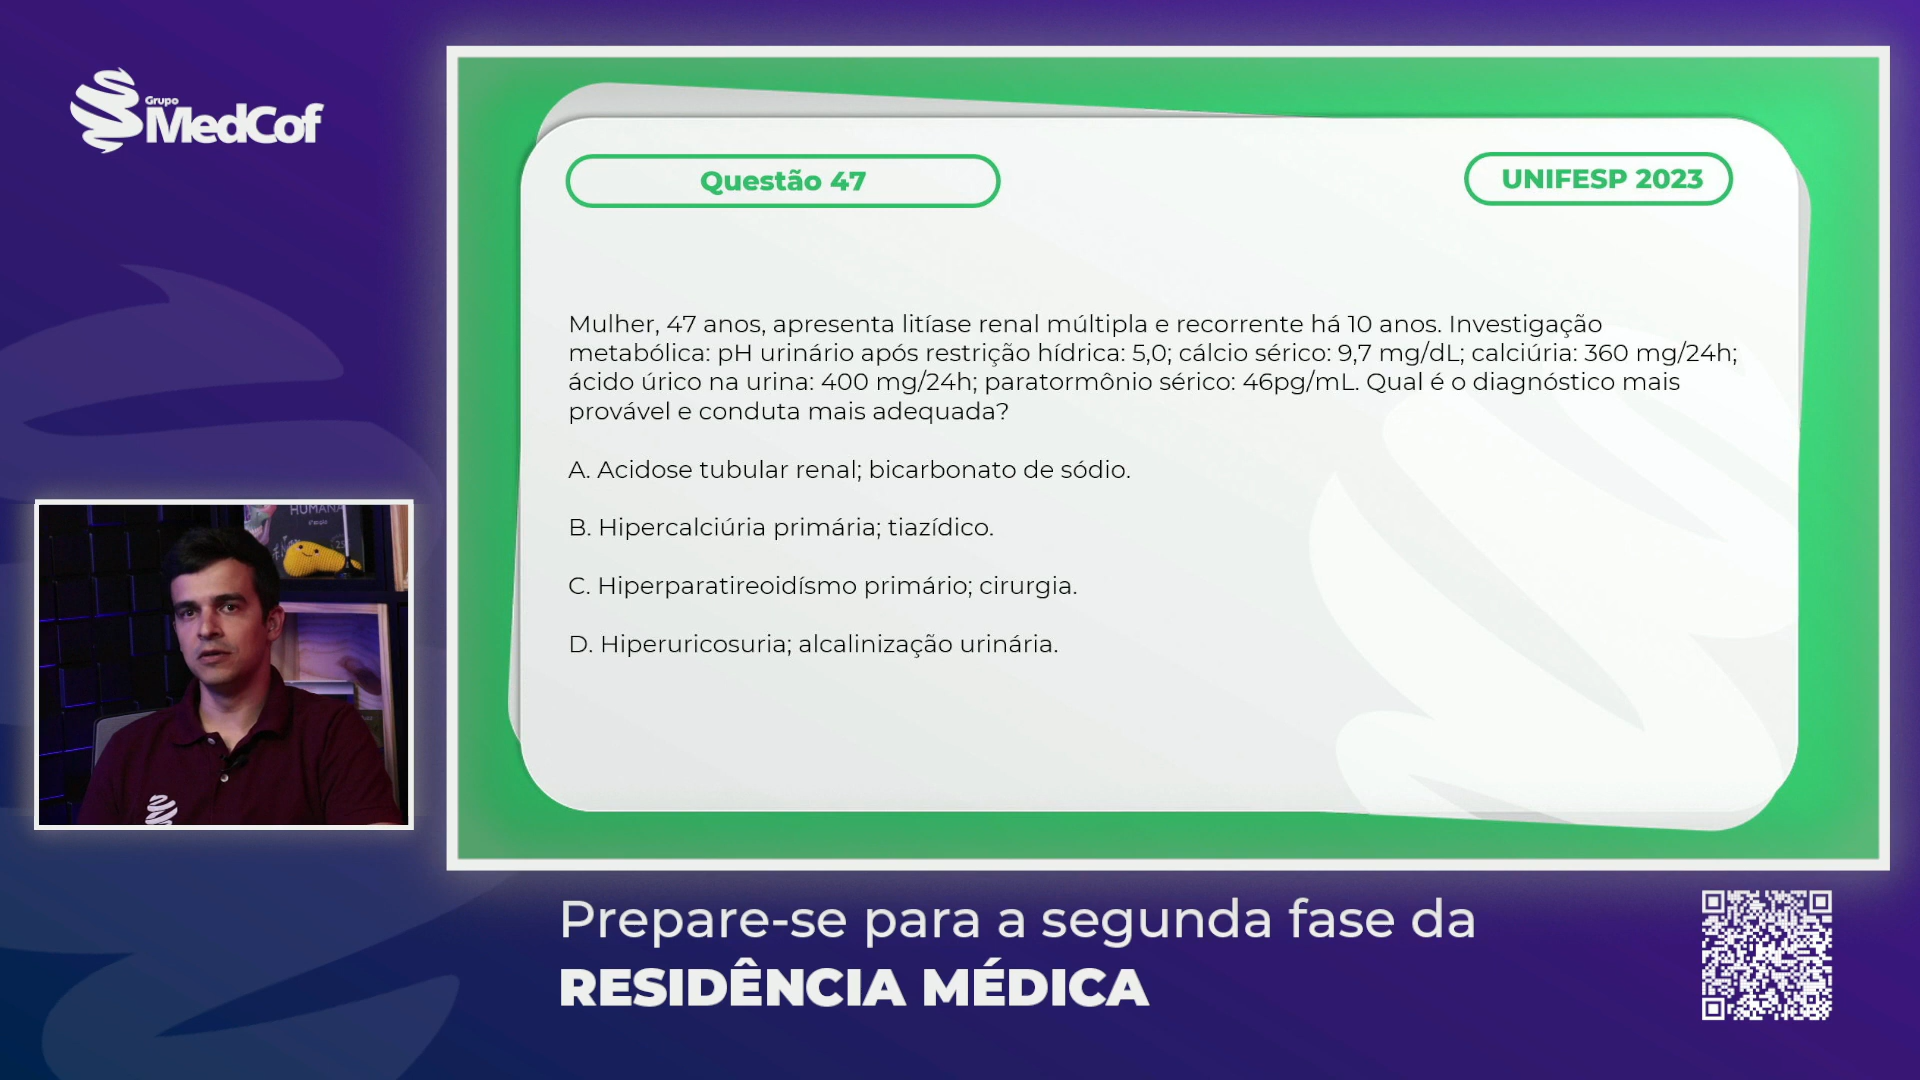 Grupo
MedCof
Questão 47
UNIFESP 2023
Mulher, 47 anos, apresenta litíase renal múltipla e recorrente há 10 anos. Investigação
metabólica: pH urinário após restrição hídrica: 5,0; cálcio sérico: 9,7 mg/dL; calciúria: 360 mg/24h;
ácido úrico na urina: 400 mg/24h; paratormônio sérico: 46pg/mL. Qual é o diagnóstico mais
provável e conduta mais adequada?
A. Acidose tubular renal; bicarbonato de sódio.
B. Hipercalciúria primária; tiazídico.
C. Hiperparatireoidísmo primário; cirurgia.
D. Hiperuricosuria; alcalinização urinária.
HUMANA
Prepare-se para a segunda fase da
RESIDÊNCIA MÉDICA